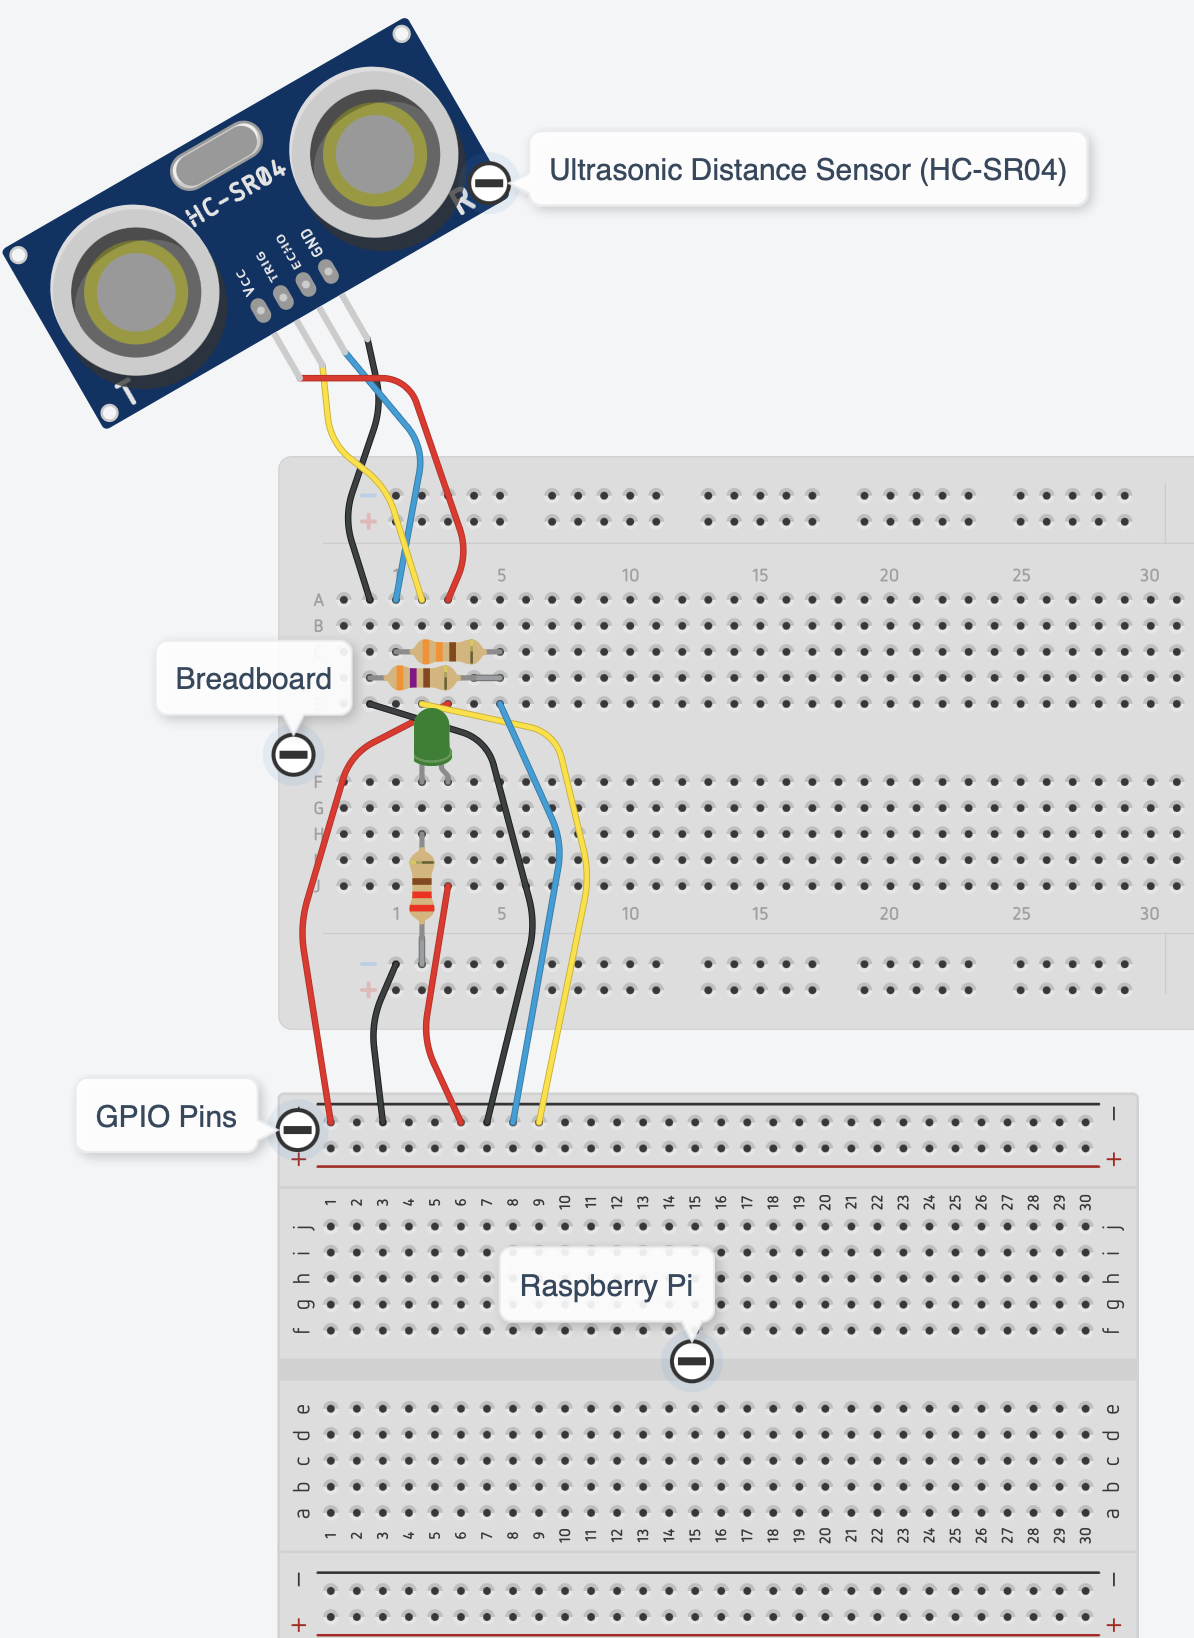 HC-SR04
R
T
VCC
TRIG
ECHO
GND
Ultrasonic Distance Sensor (HC-SR04)
−
+
1 5 10 15 20 25 30
A
B
C
Breadboard
F
G
H
J
1 5 10 15 20 25 30
−
+
GPIO Pins
−
+ +
1 2 3 4 5 6 7 8 9 10 11 12 13 14 15 16 17 18 19 20 21 22 23 24 25 26 27 28 29 30
j j
i i
h h
g g
f f
Raspberry Pi
e e
d d
c c
b b
a a
1 2 3 4 5 6 7 8 9 10 11 12 13 14 15 16 17 18 19 20 21 22 23 24 25 26 27 28 29 30
− −
+ +